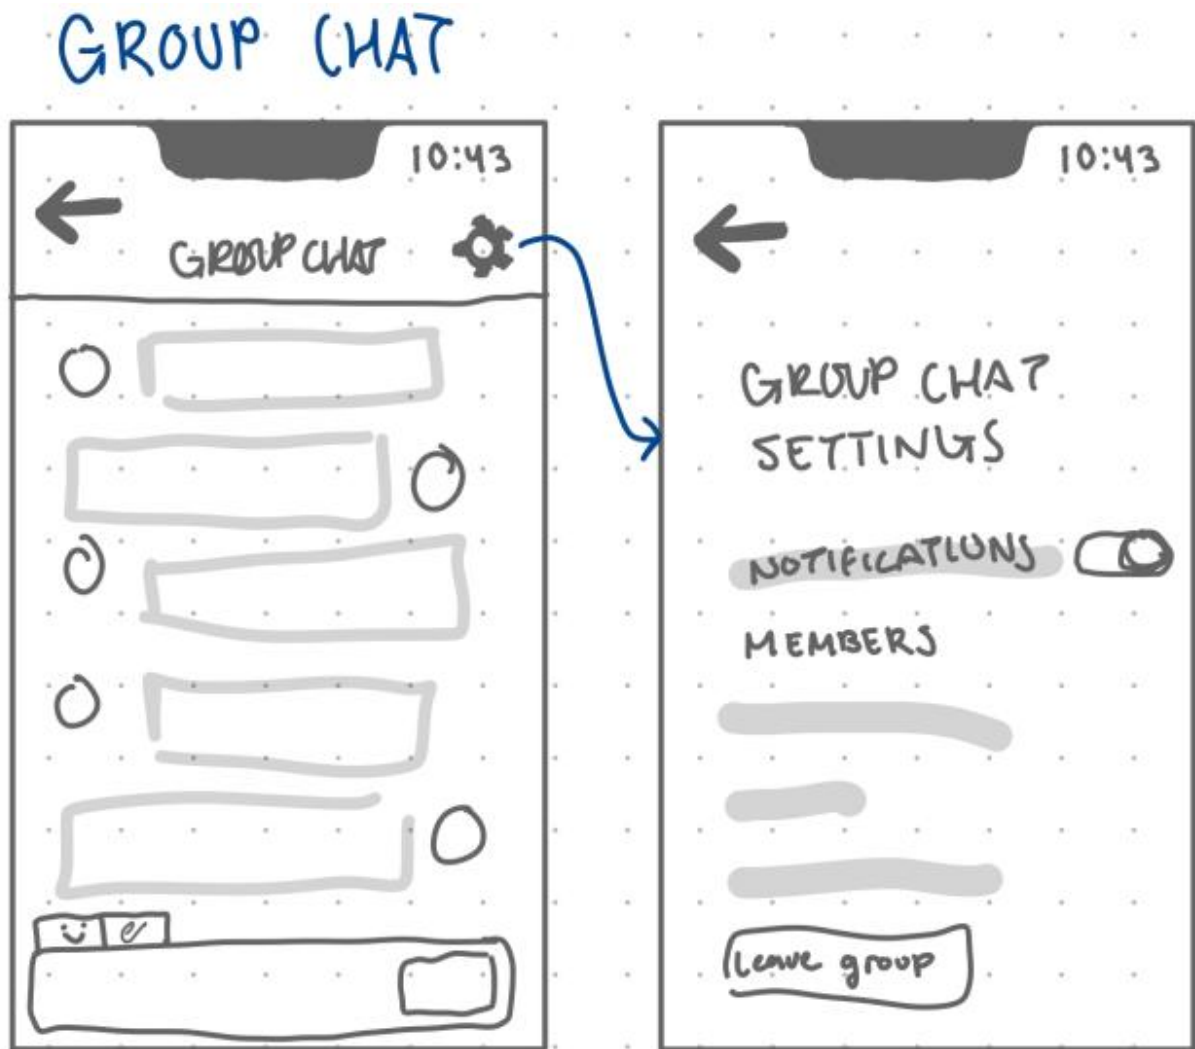 GROUP CHAT
10:43
GROUP CHAT
10:43
GROUP CHAT
SETTINGS
NOTIFICATIONS
MEMBERS
Leave group